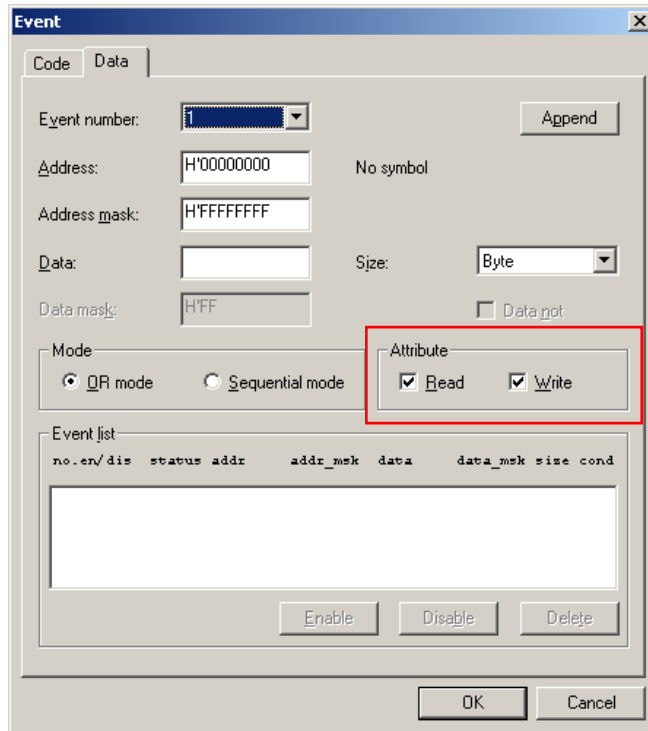 Event
Code Data
Event number: 1 Append
Address: H'00000000 No symbol
Address mask: H'FFFFFFFF
Data: Size: Byte
Data mask: H'FF Data not
Mode Attribute
OR mode Sequential mode Read Write
Event list
no.en/dis status addr addr_msk data data_msk size cond
Enable Disable Delete
OK Cancel